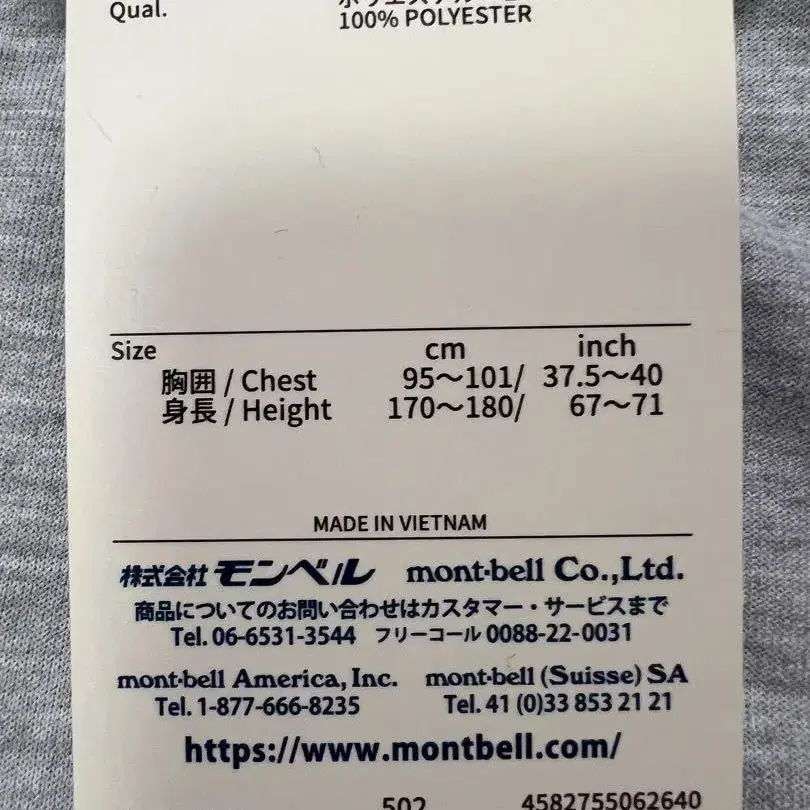 Qual.
100% POLYESTER
Size cm inch
胸囲 / Chest 95～101/ 37.5～40
身長 / Height 170～180/ 67～71
MADE IN VIETNAM
株式会社 モンベル mont-bell Co.,Ltd.
商品についてのお問い合わせはカスタマー・サービスまで
Tel. 06-6531-3544 フリーコール 0088-22-0031
mont-bell America, Inc. mont-bell (Suisse) SA
Tel. 1-877-666-8235 Tel. 41 (0)33 853 21 21
https://www.montbell.com/
502 4582755062640